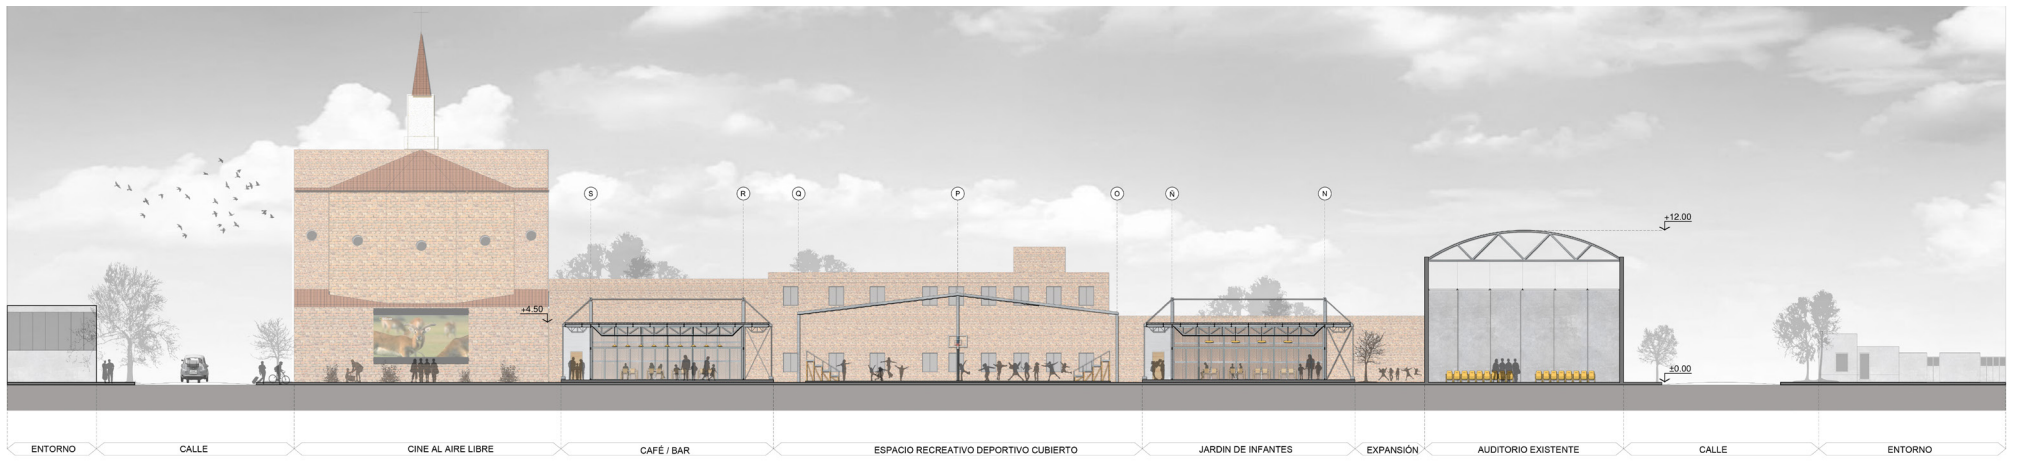 S
R
Q
P
O
Ñ
N
+12.00
+4.50
±0.00
ENTORNO
CALLE
CINE AL AIRE LIBRE
CAFÉ / BAR
ESPACIO RECREATIVO DEPORTIVO CUBIERTO
JARDIN DE INFANTES
EXPANSIÓN
AUDITORIO EXISTENTE
CALLE
ENTORNO